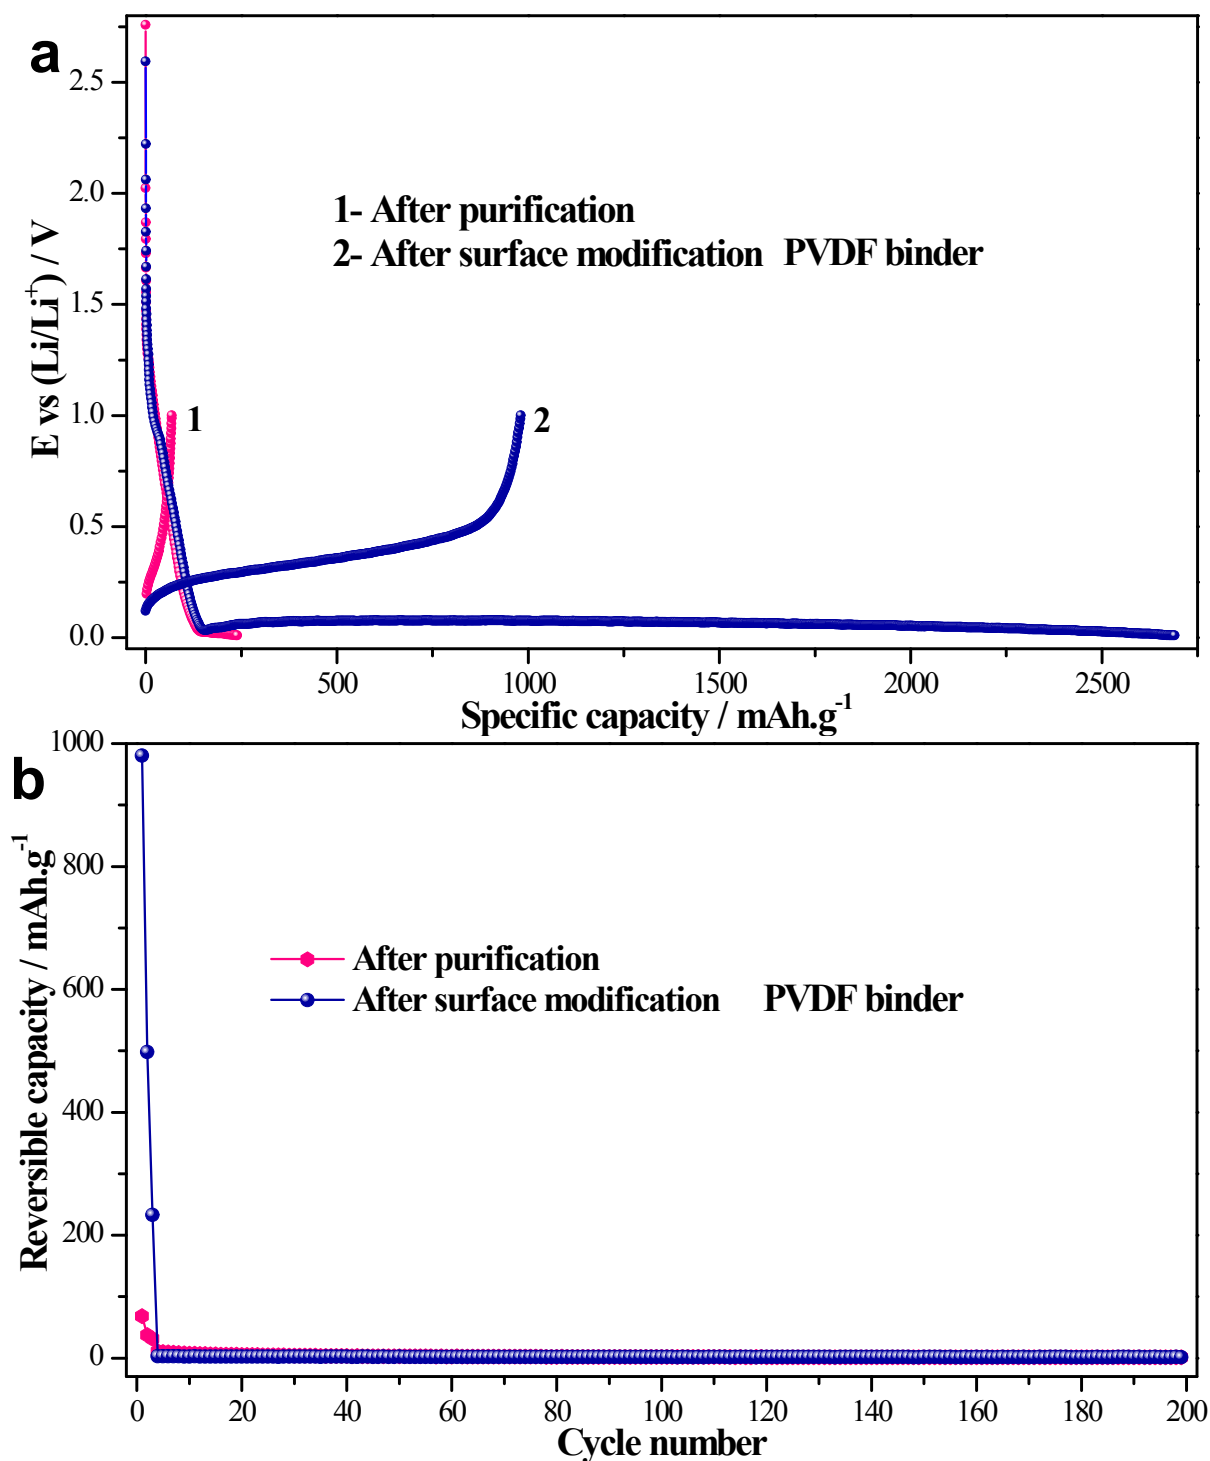 a
E vs (Li/Li⁺) / V
2.5
2.0
1.5
1.0
0.5
0.0
1- After purification
2- After surface modification PVDF binder
1
2
0 500 1000 1500 2000 2500
Specific capacity / mAh.g⁻¹
b
Reversible capacity / mAh.g⁻¹
1000
800
600
400
200
0
After purification
After surface modification PVDF binder
0 20 40 60 80 100 120 140 160 180 200
Cycle number